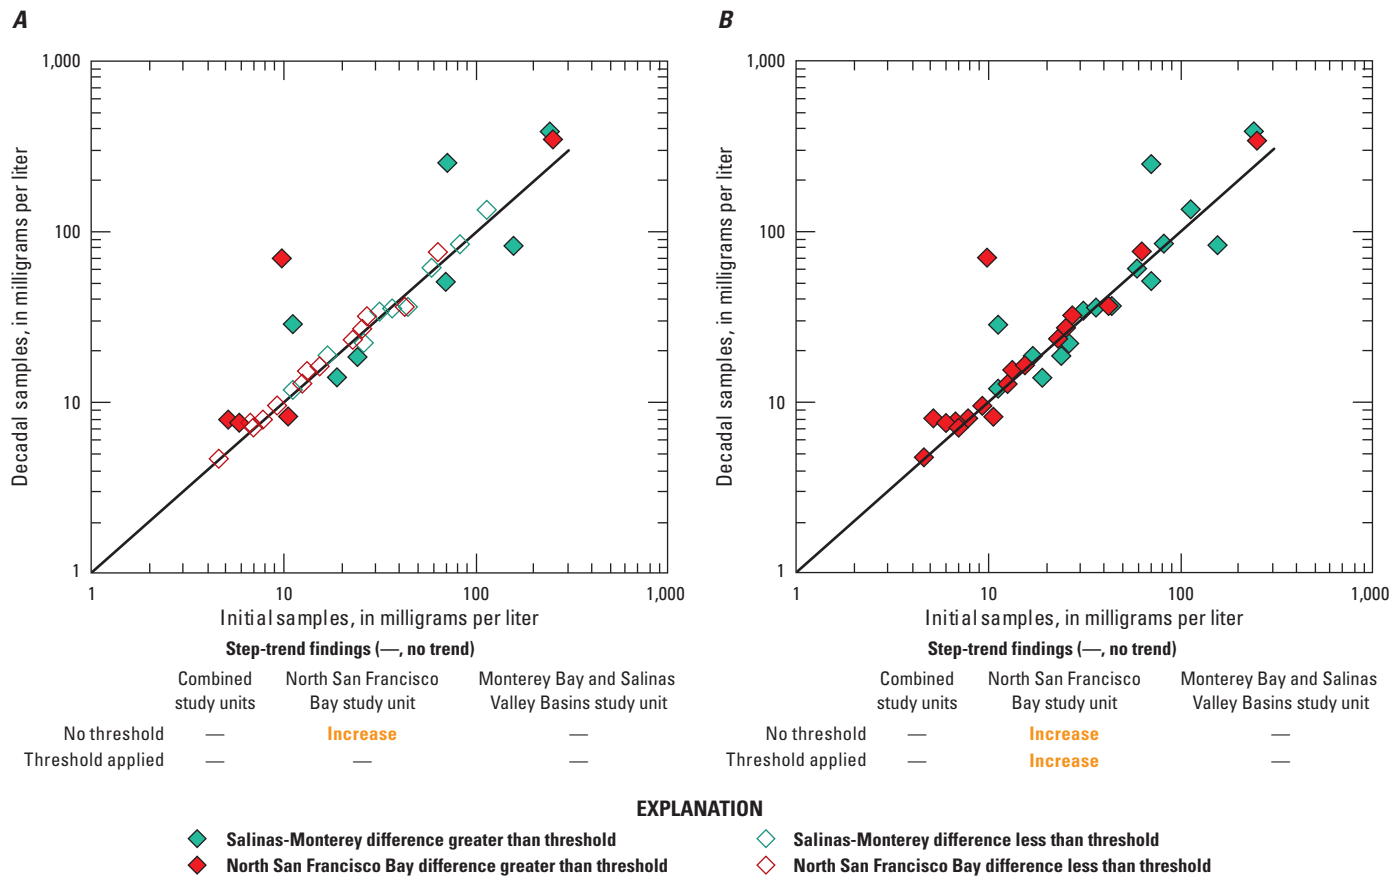 A
1,000
100
10
1
Decadal samples, in milligrams per liter
1
10
100
1,000
Initial samples, in milligrams per liter
Step-trend findings (—, no trend)
Combined study units
North San Francisco Bay study unit
Monterey Bay and Salinas Valley Basins study unit
No threshold — Increase —
Threshold applied — — —
B
1,000
100
10
1
Decadal samples, in milligrams per liter
1
10
100
1,000
Initial samples, in milligrams per liter
Step-trend findings (—, no trend)
Combined study units
North San Francisco Bay study unit
Monterey Bay and Salinas Valley Basins study unit
No threshold — Increase —
Threshold applied — Increase —
EXPLANATION
Salinas-Monterey difference greater than threshold
North San Francisco Bay difference greater than threshold
Salinas-Monterey difference less than threshold
North San Francisco Bay difference less than threshold